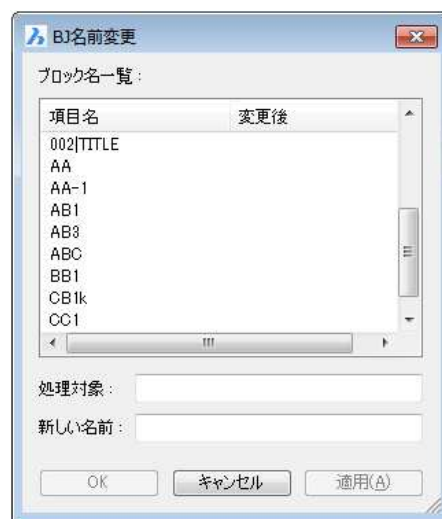 BJ名前変更
ブロック名一覧：
項目名 変更後
002|TITLE
AA
AA-1
AB1
AB3
ABC
BB1
CB1k
CC1
処理対象：
新しい名前：
OK キャンセル 適用(A)